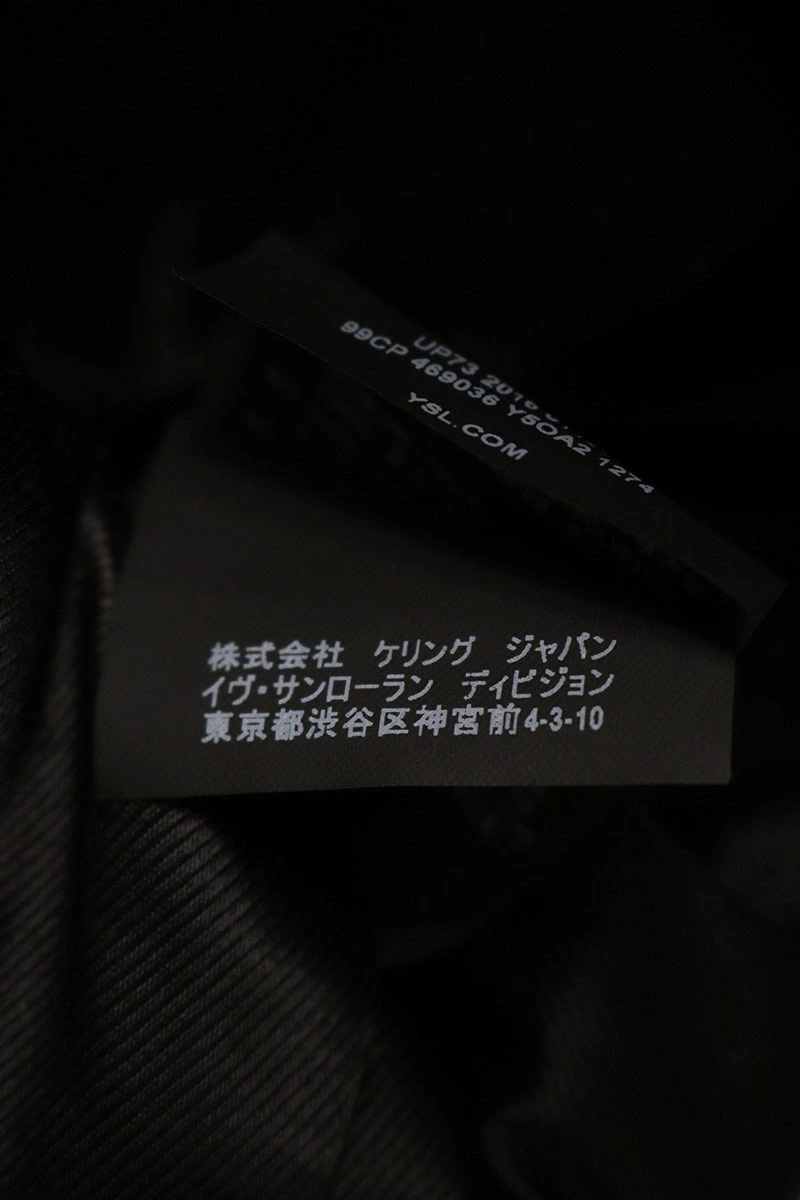 UP73 2016
99CP 469036 Y5OA2 1274
YSL.COM
株式会社 ケリング ジャパン
イヴ・サンローラン ディビジョン
東京都渋谷区神宮前4-3-10